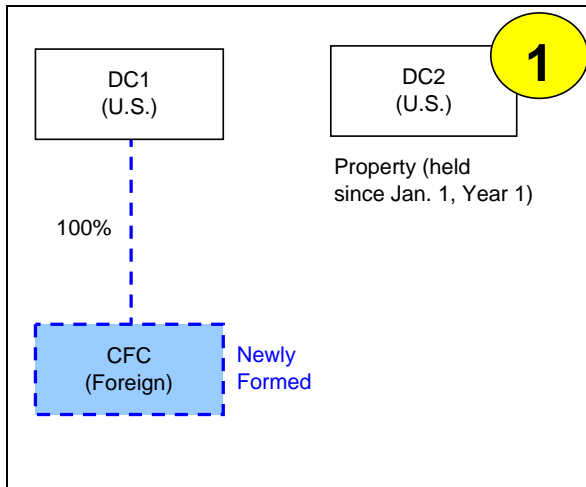 DC1
(U.S.)
DC2
(U.S.)
1
Property (held
since Jan. 1, Year 1)
100%
CFC
(Foreign)
Newly
Formed